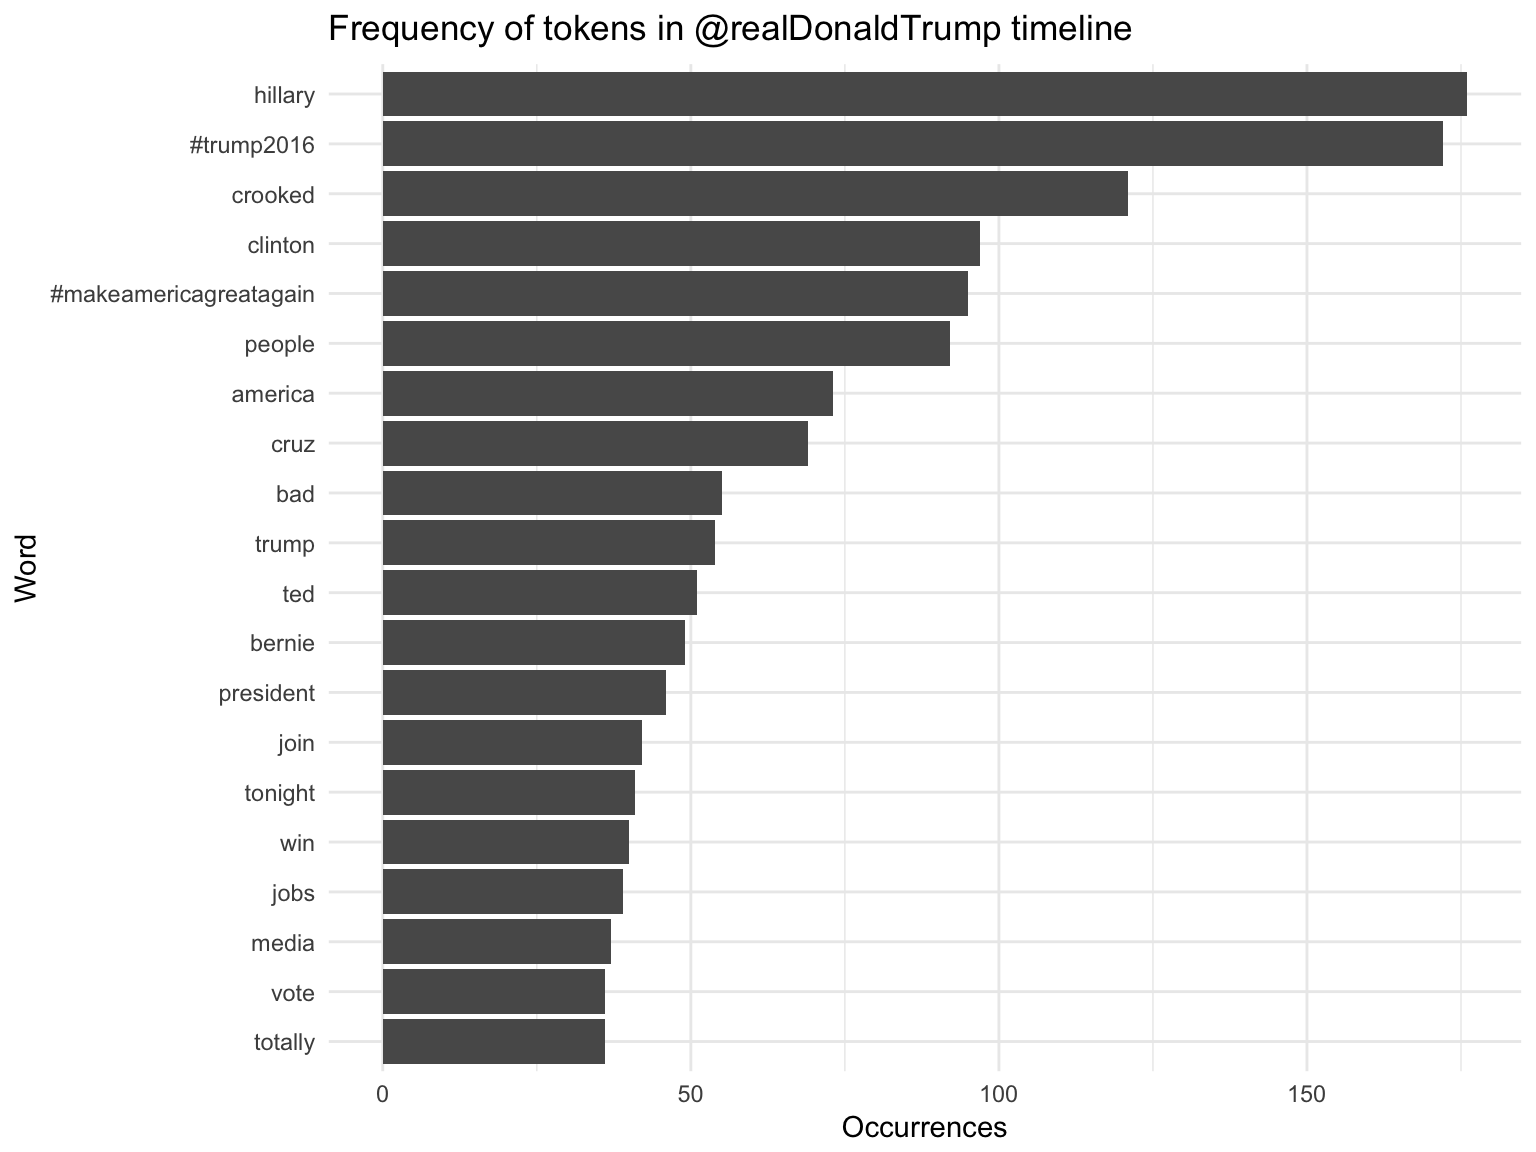 Frequency of tokens in @realDonaldTrump timeline
hillary
#trump2016
crooked
clinton
#makeamericagreatagain
people
america
cruz
bad
trump
ted
bernie
president
join
tonight
win
jobs
media
vote
totally
Word
0 50 100 150
Occurrences